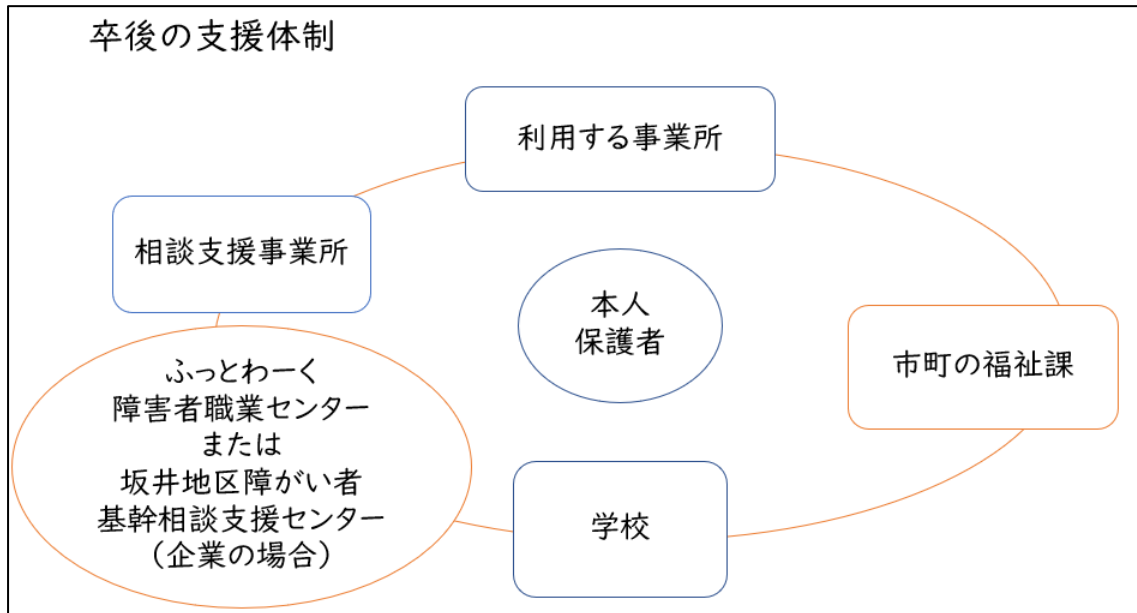 卒後の支援体制
利用する事業所
相談支援事業所
本人
保護者
市町の福祉課
ふっとわーく
障害者職業センター
または
坂井地区障がい者
基幹相談支援センター
（企業の場合）
学校